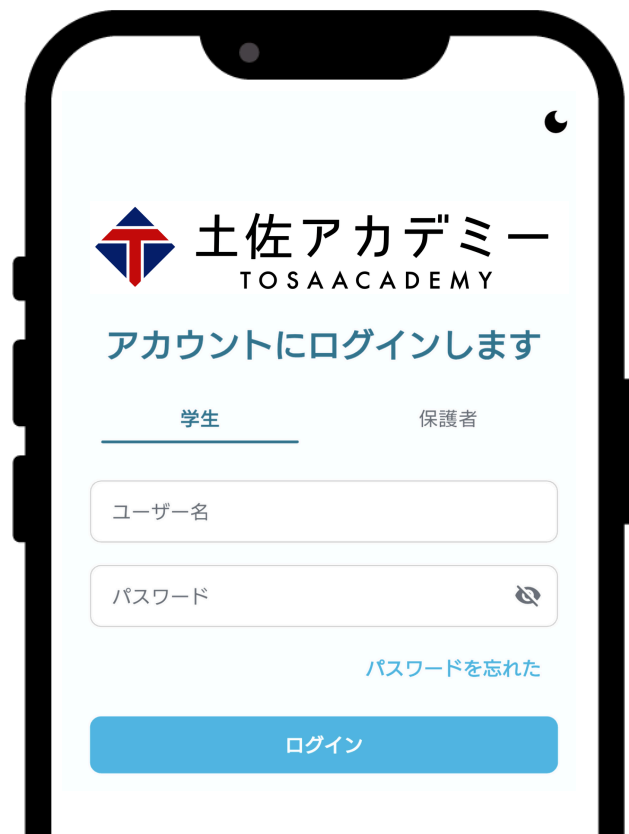 土佐アカデミー
TOSAACADEMY
アカウントにログインします
学生 保護者
ユーザー名
パスワード
パスワードを忘れた
ログイン